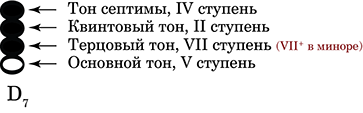 Тон септимы, IV ступень
Квинтовый тон, II ступень
Терцовый тон, VII ступень (VII⁺ в миноре)
Основной тон, V ступень
D₇